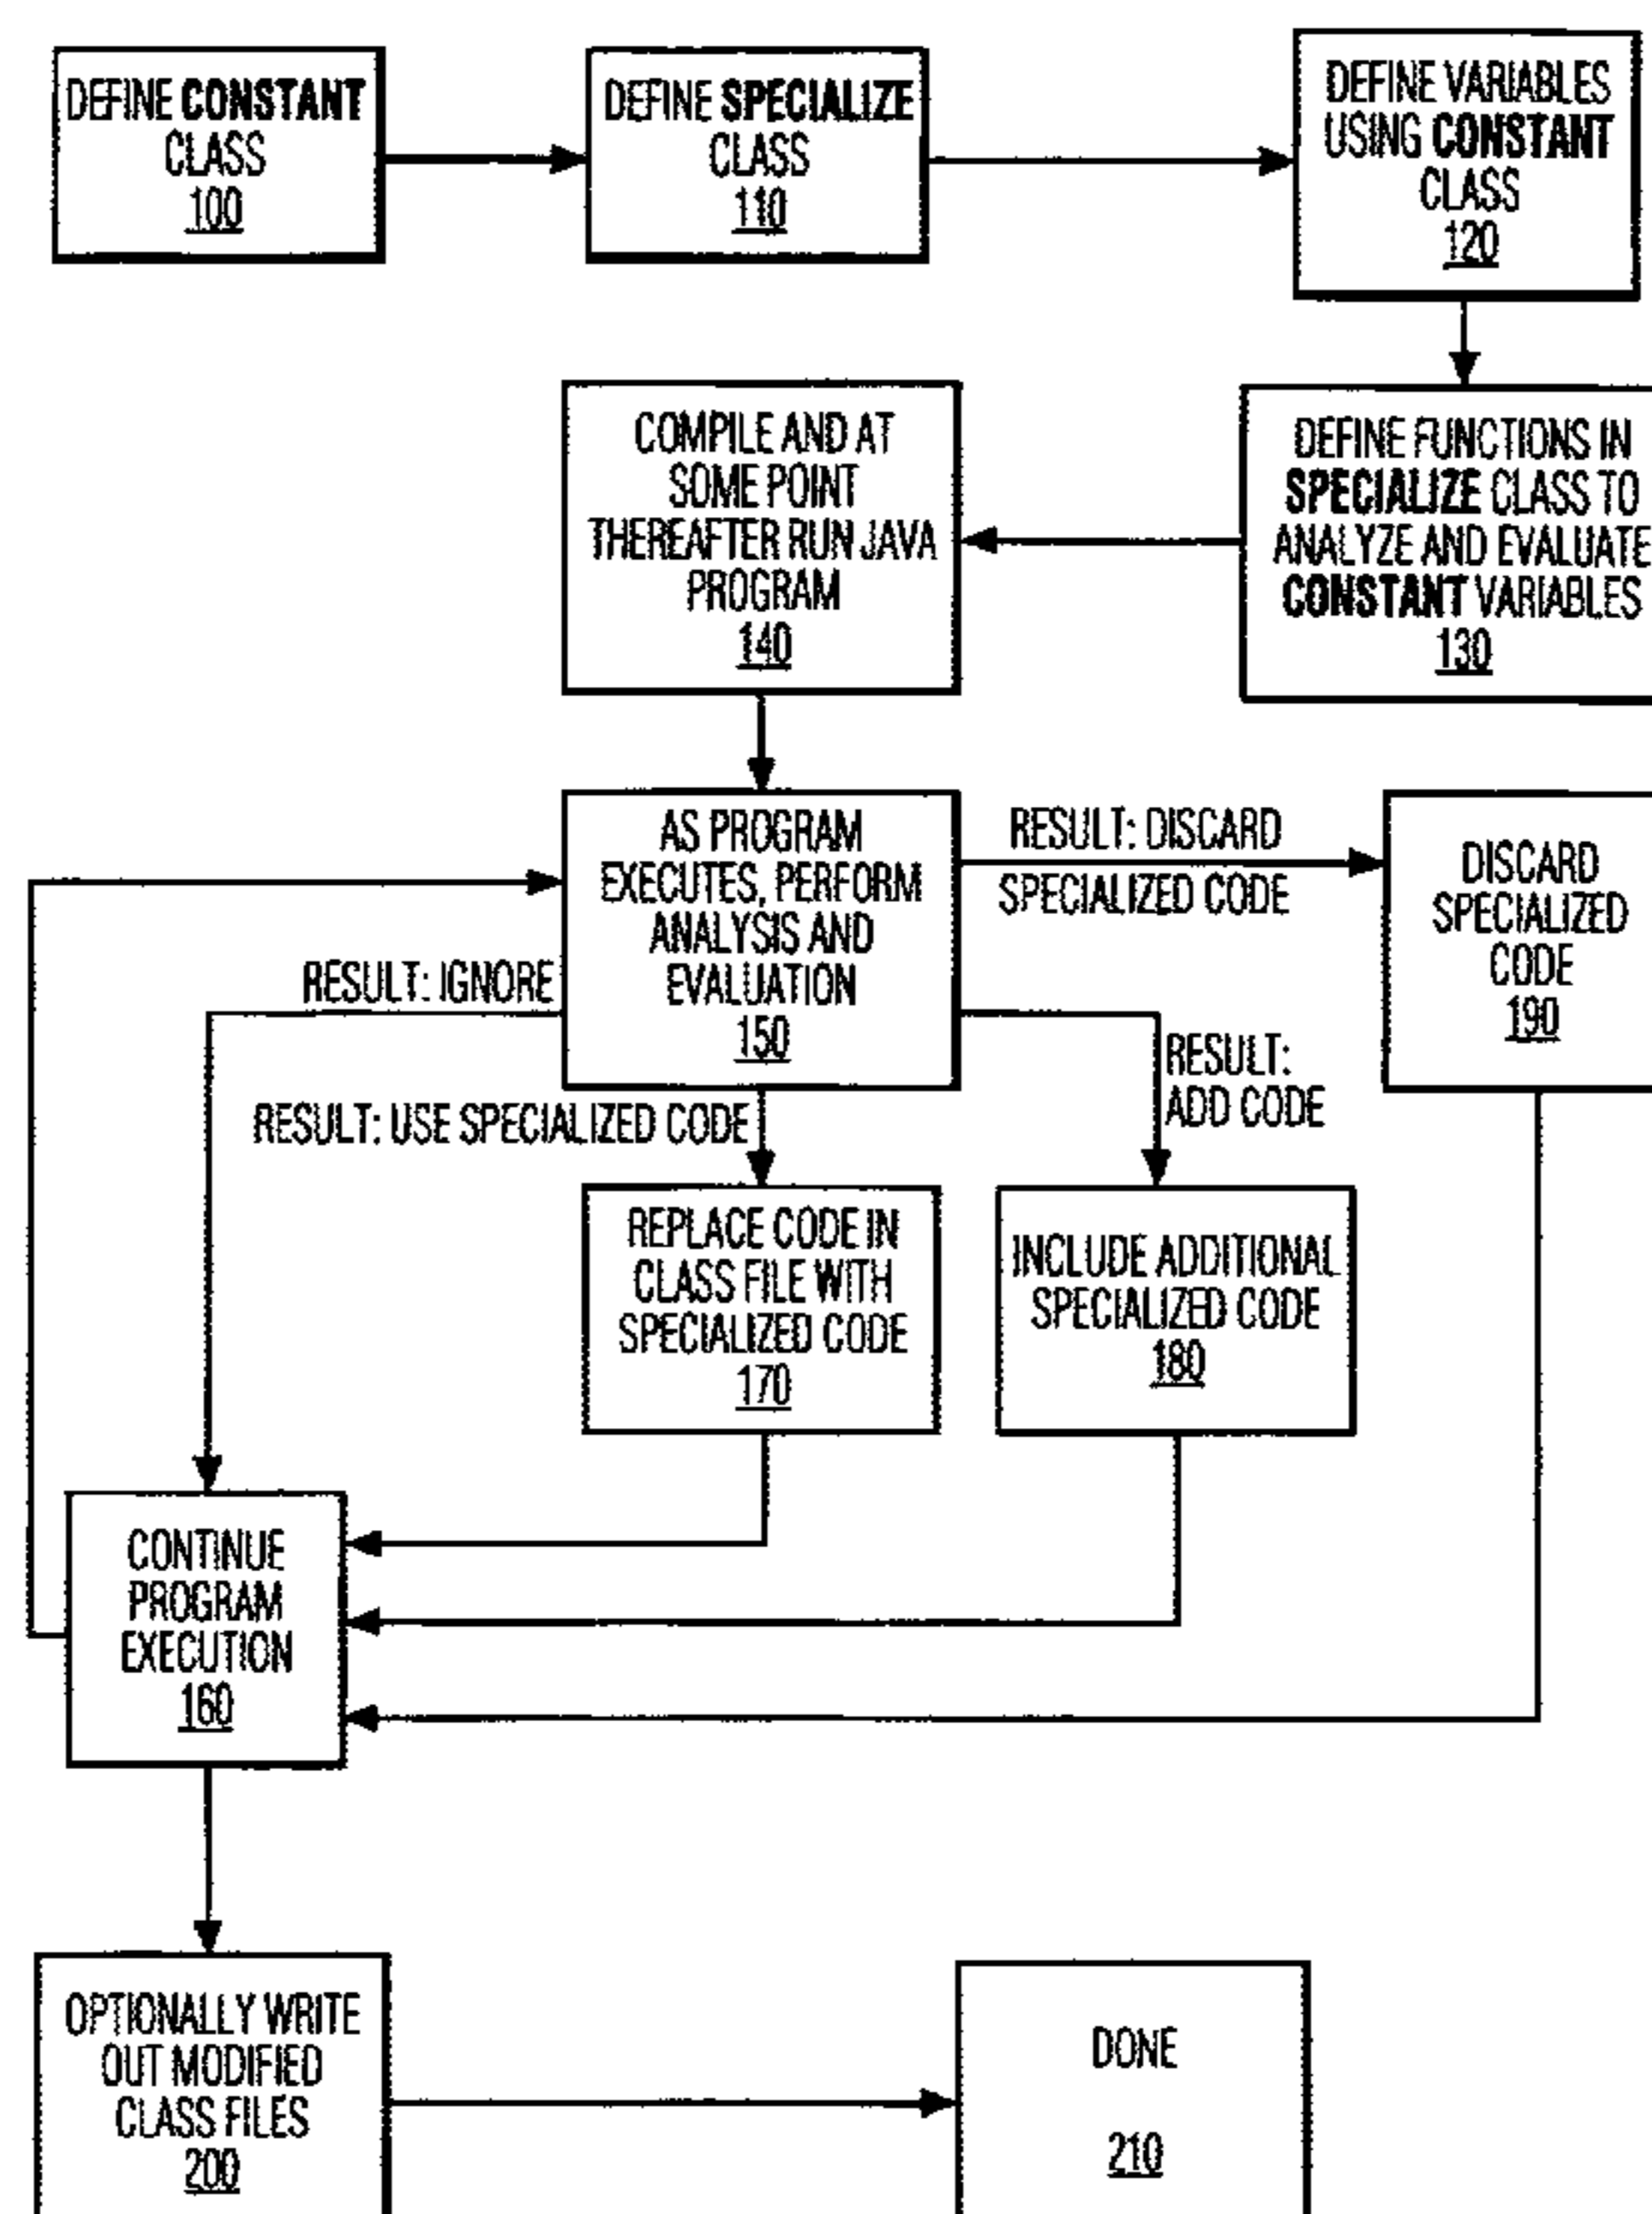 DEFINE CONSTANT
CLASS
100
DEFINE SPECIALIZE
CLASS
110
DEFINE VARIABLES
USING CONSTANT
CLASS
120
DEFINE FUNCTIONS IN
SPECIALIZE CLASS TO
ANALYZE AND EVALUATE
CONSTANT VARIABLES
130
COMPILE AND AT
SOME POINT
THEREAFTER RUN JAVA
PROGRAM
140
AS PROGRAM
EXECUTES, PERFORM
ANALYSIS AND
EVALUATION
150
RESULT: DISCARD
SPECIALIZED CODE
DISCARD
SPECIALIZED
CODE
190
RESULT: IGNORE
RESULT: USE SPECIALIZED CODE
RESULT:
ADD CODE
REPLACE CODE IN
CLASS FILE WITH
SPECIALIZED CODE
170
INCLUDE ADDITIONAL
SPECIALIZED CODE
180
CONTINUE
PROGRAM
EXECUTION
160
OPTIONALLY WRITE
OUT MODIFIED
CLASS FILES
200
DONE
210